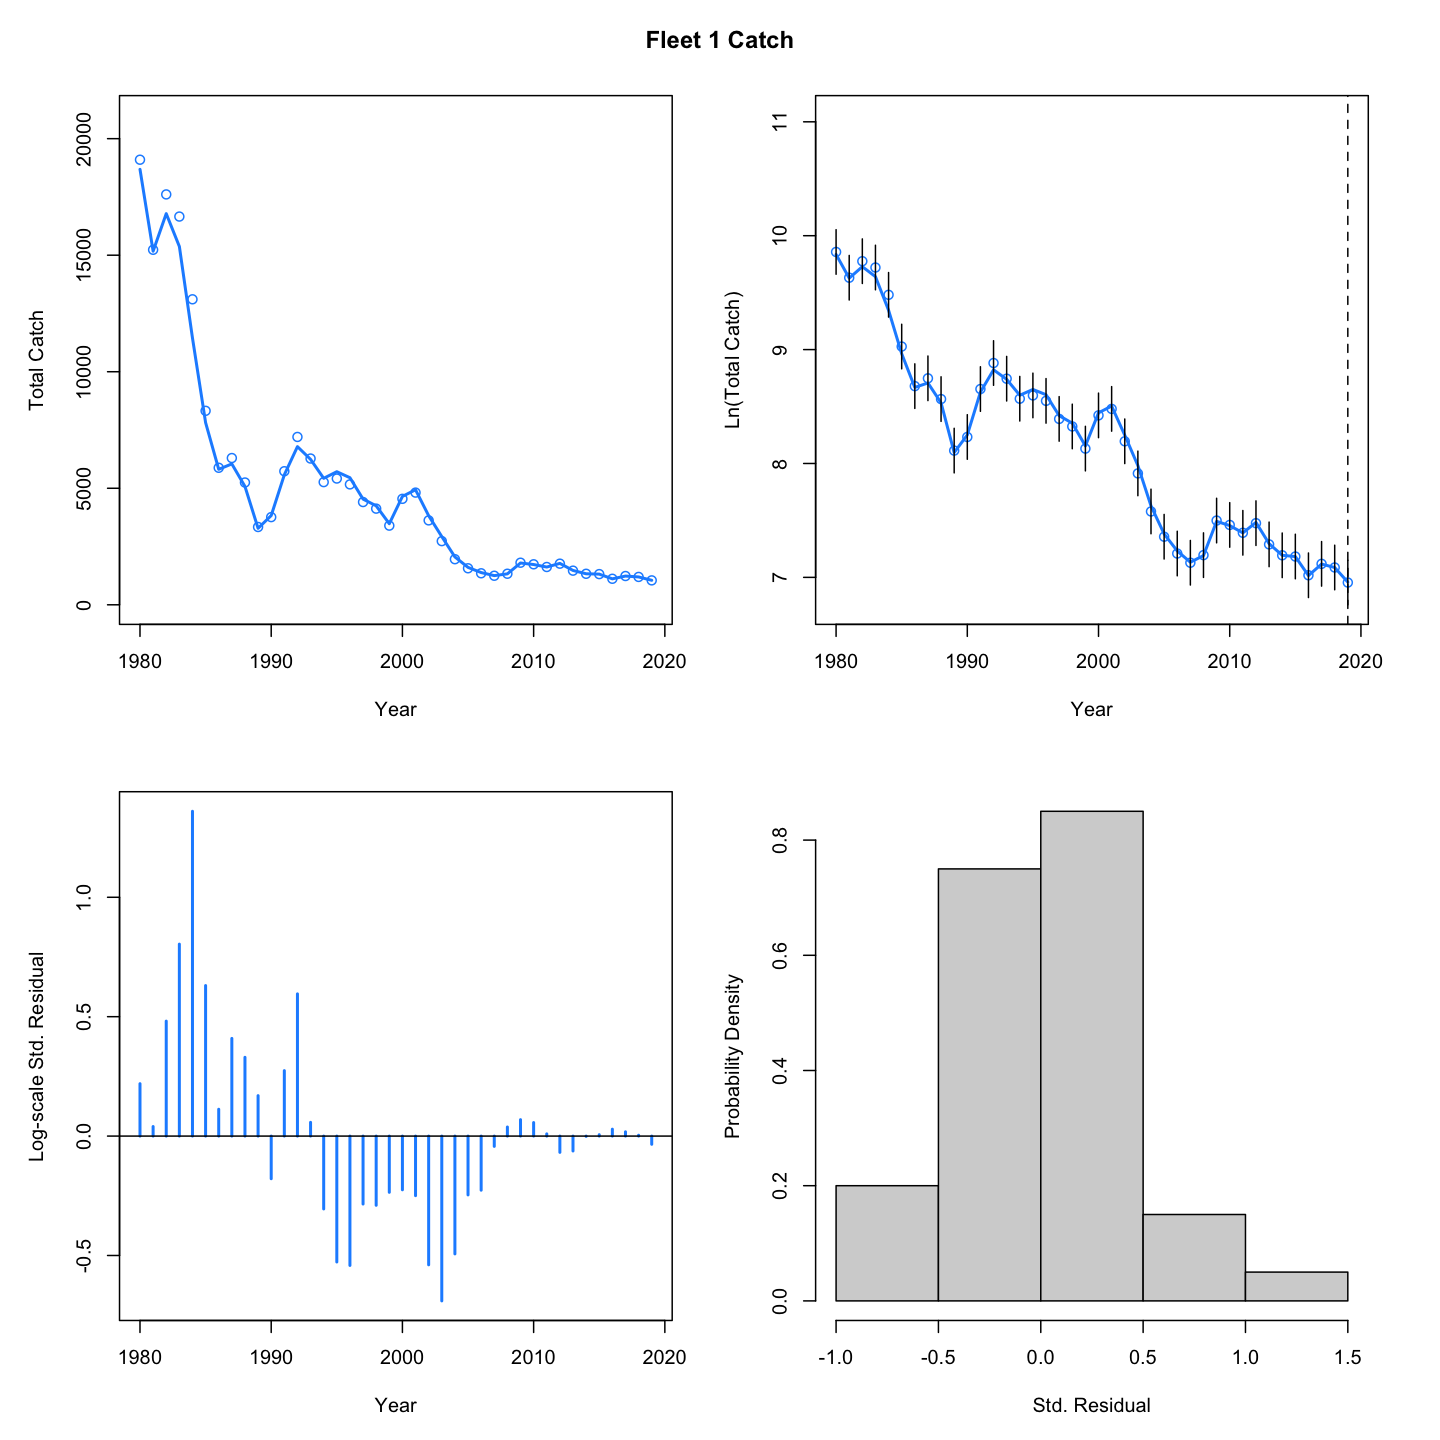 Fleet 1 Catch
Total Catch
0 5000 10000 15000 20000
1980 1990 2000 2010 2020
Year
Ln(Total Catch)
7 8 9 10 11
1980 1990 2000 2010 2020
Year
Log-scale Std. Residual
-0.5 0.0 0.5 1.0
1980 1990 2000 2010 2020
Year
Probability Density
0.0 0.2 0.4 0.6 0.8
-1.0 -0.5 0.0 0.5 1.0 1.5
Std. Residual